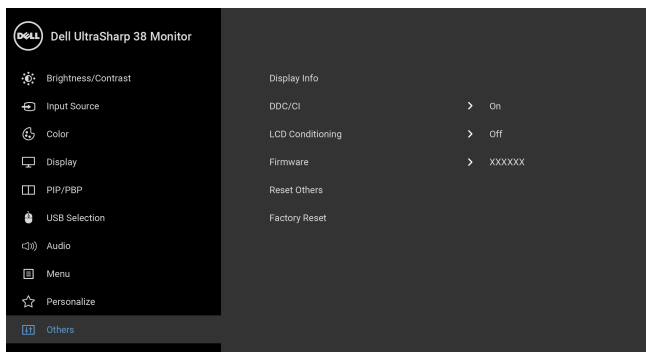 DELL Dell UltraSharp 38 Monitor
Brightness/Contrast
Display Info
Input Source
DDC/CI > On
Color
LCD Conditioning > Off
Display
Firmware > XXXXXX
PIP/PBP
Reset Others
USB Selection
Factory Reset
Audio
Menu
Personalize
Others